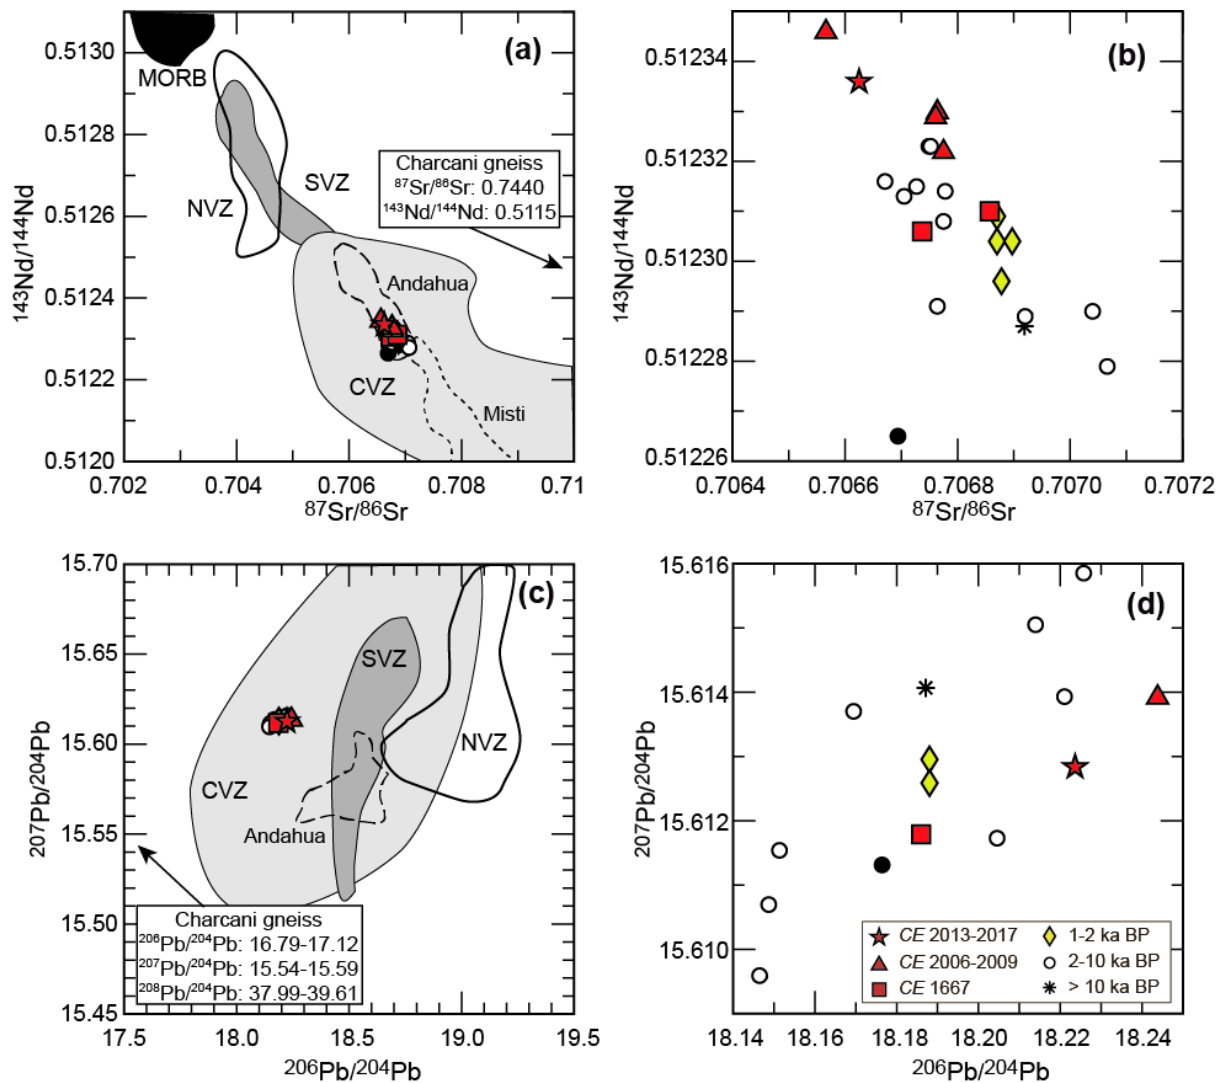 (a)
0.5130
0.5128
0.5126
0.5124
0.5122
0.5120
143Nd/144Nd
MORB
NVZ
SVZ
Charcani gneiss
87Sr/86Sr: 0.7440
143Nd/144Nd: 0.5115
Andahua
CVZ
Misti
0.702
0.704
0.706
0.708
0.71
87Sr/86Sr
(b)
0.51234
0.51232
0.51230
0.51228
0.51226
143Nd/144Nd
0.7064
0.7066
0.7068
0.7070
0.7072
87Sr/86Sr
(c)
15.70
15.65
15.60
15.55
15.50
15.45
207Pb/204Pb
SVZ
NVZ
CVZ
Andahua
Charcani gneiss
206Pb/204Pb: 16.79-17.12
207Pb/204Pb: 15.54-15.59
208Pb/204Pb: 37.99-39.61
17.5
18.0
18.5
19.0
19.5
206Pb/204Pb
(d)
15.616
15.614
15.612
15.610
207Pb/204Pb
CE 2013-2017
CE 2006-2009
CE 1667
1-2 ka BP
2-10 ka BP
> 10 ka BP
18.14
18.16
18.18
18.20
18.22
18.24
206Pb/204Pb